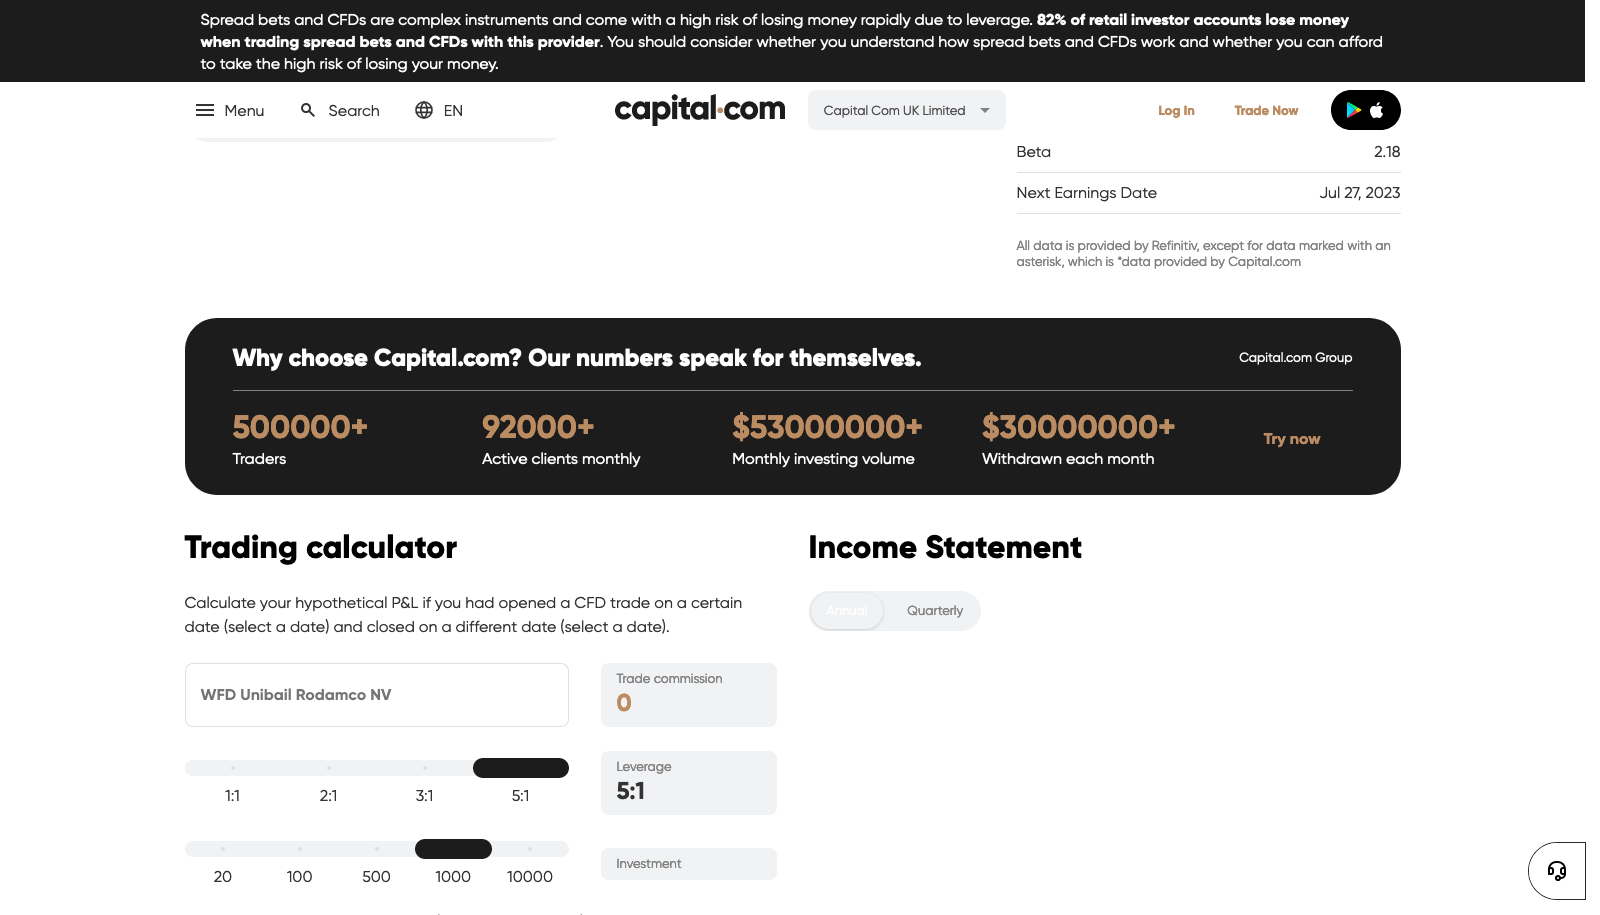 Spread bets and CFDs are complex instruments and come with a high risk of losing money rapidly due to leverage. 82% of retail investor accounts lose money
when trading spread bets and CFDs with this provider. You should consider whether you understand how spread bets and CFDs work and whether you can afford
to take the high risk of losing your money.
Menu Search EN capital.com Capital Com UK Limited Log In Trade Now
Beta 2.18
Next Earnings Date Jul 27, 2023
All data is provided by Refinitiv, except for data marked with an
asterisk, which is *data provided by Capital.com
Why choose Capital.com? Our numbers speak for themselves. Capital.com Group
500000+ 92000+ $53000000+ $30000000+ Try now
Traders Active clients monthly Monthly investing volume Withdrawn each month
Trading calculator
Calculate your hypothetical P&L if you had opened a CFD trade on a certain
date (select a date) and closed on a different date (select a date).
WFD Unibail Rodamco NV
Trade commission
0
1:1 2:1 3:1 5:1
Leverage
5:1
20 100 500 1000 10000
Investment
Income Statement
Annual Quarterly